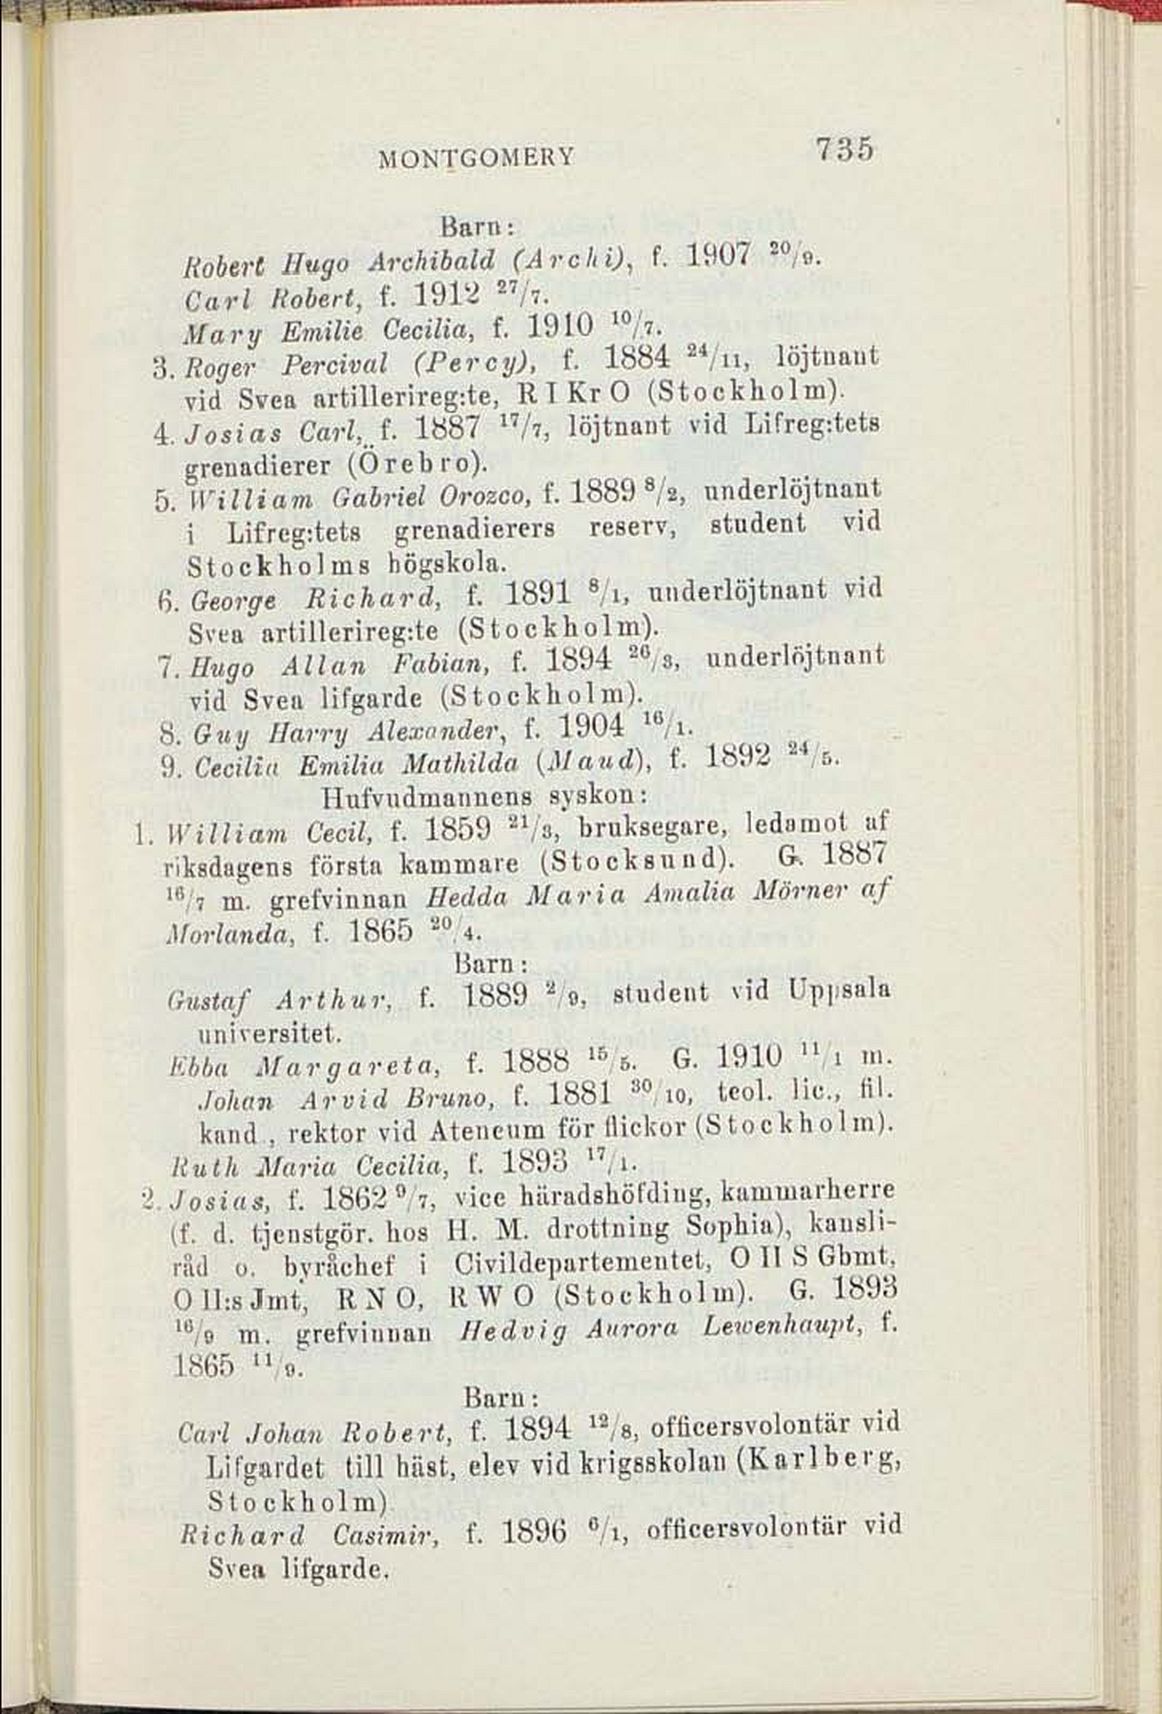 MONTGOMERY 735
Barn:
Robert Hugo Archibald (Archi), f. 1907 20/9.
Carl Robert, f. 1912 27/7.
Mary Emilie Cecilia, f. 1910 10/7.
3. Roger Percival (Percy), f. 1884 24/11, löjtnant
vid Svea artillerireg:te, R I Kr O (Stockholm).
4. Josias Carl, f. 1887 17/7, löjtnant vid Lifreg:tets
grenadierer (Örebro).
5. William Gabriel Orozco, f. 1889 8/2, underlöjtnant
i Lifreg:tets grenadierers reserv, student vid
Stockholms högskola.
6. George Richard, f. 1891 8/1, underlöjtnant vid
Svea artillerireg:te (Stockholm).
7. Hugo Allan Fabian, f. 1894 26/3, underlöjtnant
vid Svea lifgarde (Stockholm).
8. Guy Harry Alexander, f. 1904 16/1.
9. Cecilia Emilia Mathilda (Maud), f. 1892 24/5.
Hufvudmannens syskon:
1. William Cecil, f. 1859 21/3, bruksegare, ledamot af
riksdagens första kammare (Stocksund). G. 1887
16/7 m. grefvinnan Hedda Maria Amalia Mörner af
Morlanda, f. 1865 20/4.
Barn:
Gustaf Arthur, f. 1889 2/9, student vid Uppsala
universitet.
Ebba Margareta, f. 1888 15/5. G. 1910 11/1 m.
Johan Arvid Bruno, f. 1881 30/10, teol. lic., fil.
kand., rektor vid Ateneum för flickor (Stockholm).
Ruth Maria Cecilia, f. 1893 17/1.
2. Josias, f. 1862 9/7, vice häradshöfding, kammarherre
(f. d. tjenstgör. hos H. M. drottning Sophia), kansli-
råd o. byråchef i Civildepartementet, O II S Gbmt,
O II:s Jmt, R N O, R W O (Stockholm). G. 1893
16/9 m. grefvinnan Hedvig Aurora Lewenhaupt, f.
1865 11/9.
Barn:
Carl Johan Robert, f. 1894 12/8, officersvolontär vid
Lifgardet till häst, elev vid krigsskolan (Karlberg,
Stockholm)
Richard Casimir, f. 1896 6/1, officersvolontär vid
Svea lifgarde.